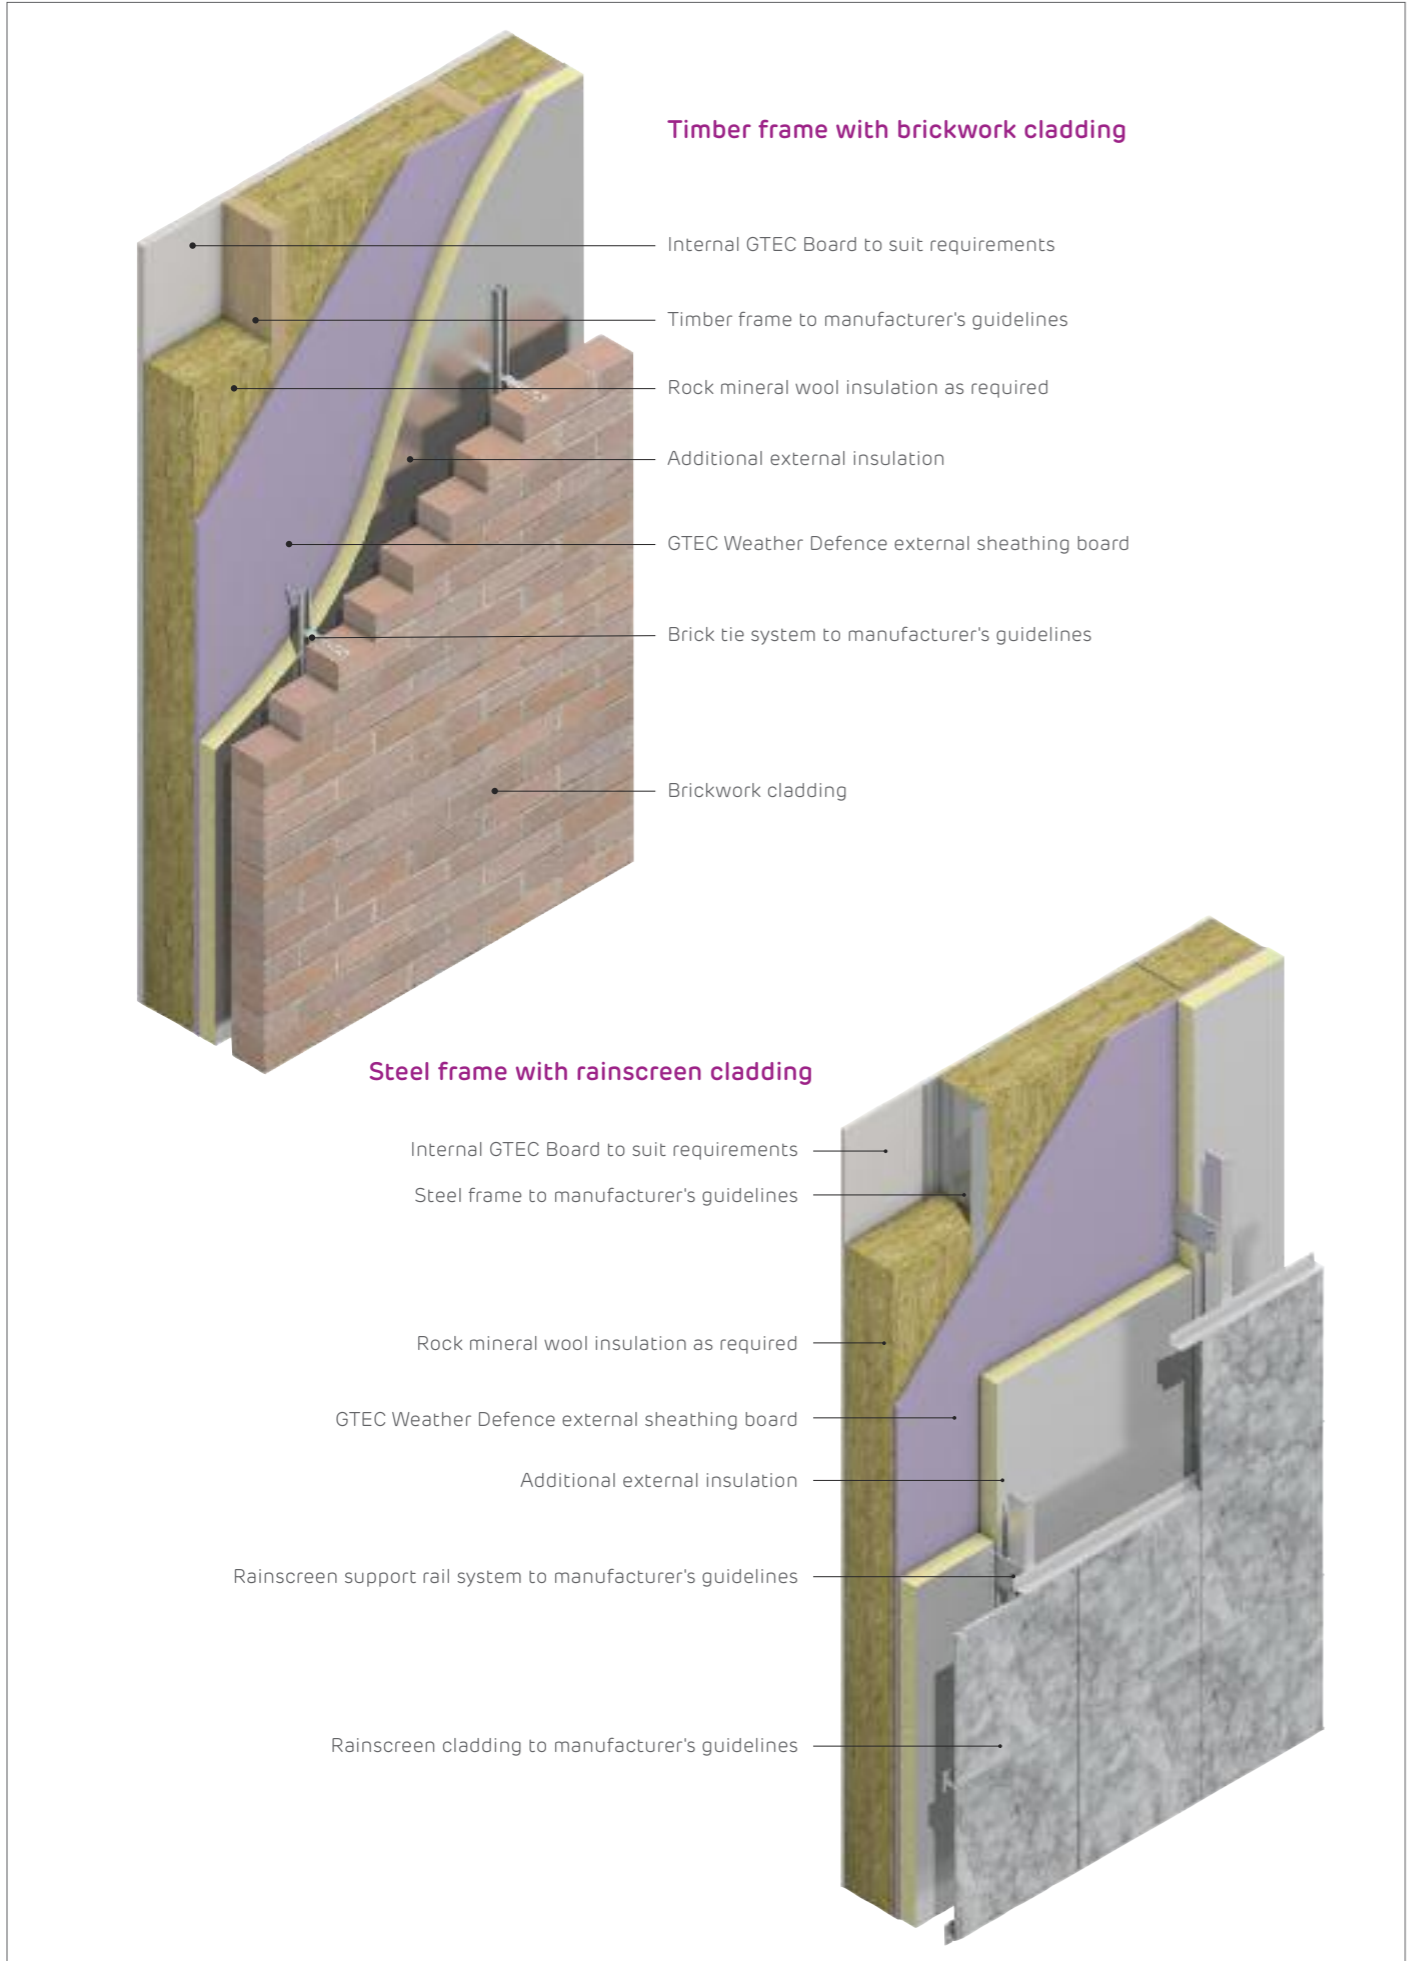 Timber frame with brickwork cladding
Internal GTEC Board to suit requirements
Timber frame to manufacturer's guidelines
Rock mineral wool insulation as required
Additional external insulation
GTEC Weather Defence external sheathing board
Brick tie system to manufacturer's guidelines
Brickwork cladding
Steel frame with rainscreen cladding
Internal GTEC Board to suit requirements
Steel frame to manufacturer's guidelines
Rock mineral wool insulation as required
GTEC Weather Defence external sheathing board
Additional external insulation
Rainscreen support rail system to manufacturer's guidelines
Rainscreen cladding to manufacturer's guidelines